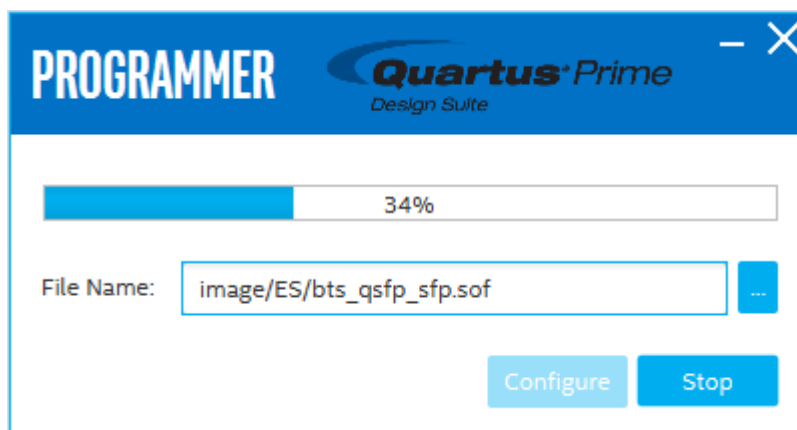 PROGRAMMER
Quartus Prime
Design Suite
34%
File Name: image/ES/bts_qsfp_sfp.sof ...
Configure Stop